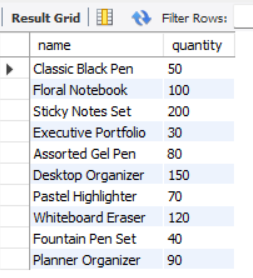 Result Grid Filter Rows:
name quantity
Classic Black Pen 50
Floral Notebook 100
Sticky Notes Set 200
Executive Portfolio 30
Assorted Gel Pen 80
Desktop Organizer 150
Pastel Highlighter 70
Whiteboard Eraser 120
Fountain Pen Set 40
Planner Organizer 90